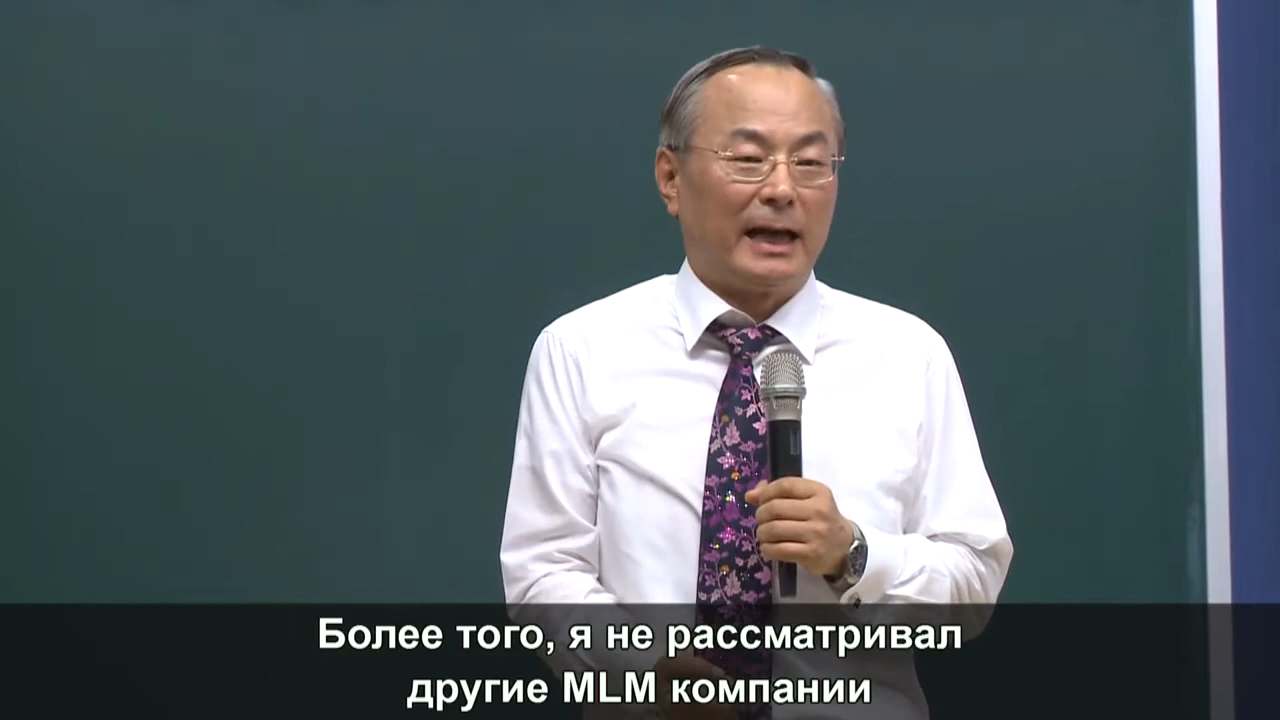 Более того, я не рассматривал
другие MLM компании